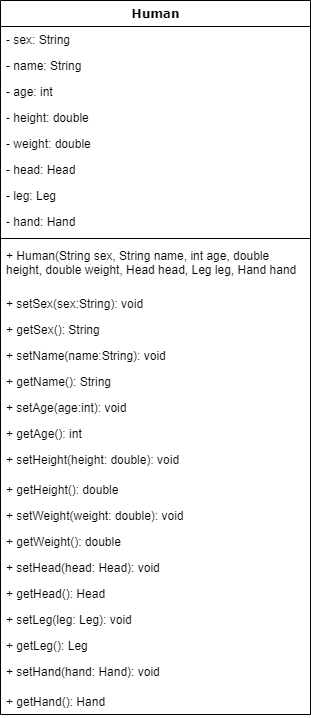 Human
- sex: String
- name: String
- age: int
- height: double
- weight: double
- head: Head
- leg: Leg
- hand: Hand
+ Human(String sex, String name, int age, double
height, double weight, Head head, Leg leg, Hand hand
+ setSex(sex:String): void
+ getSex(): String
+ setName(name:String): void
+ getName(): String
+ setAge(age:int): void
+ getAge(): int
+ setHeight(height: double): void
+ getHeight(): double
+ setWeight(weight: double): void
+ getWeight(): double
+ setHead(head: Head): void
+ getHead(): Head
+ setLeg(leg: Leg): void
+ getLeg(): Leg
+ setHand(hand: Hand): void
+ getHand(): Hand